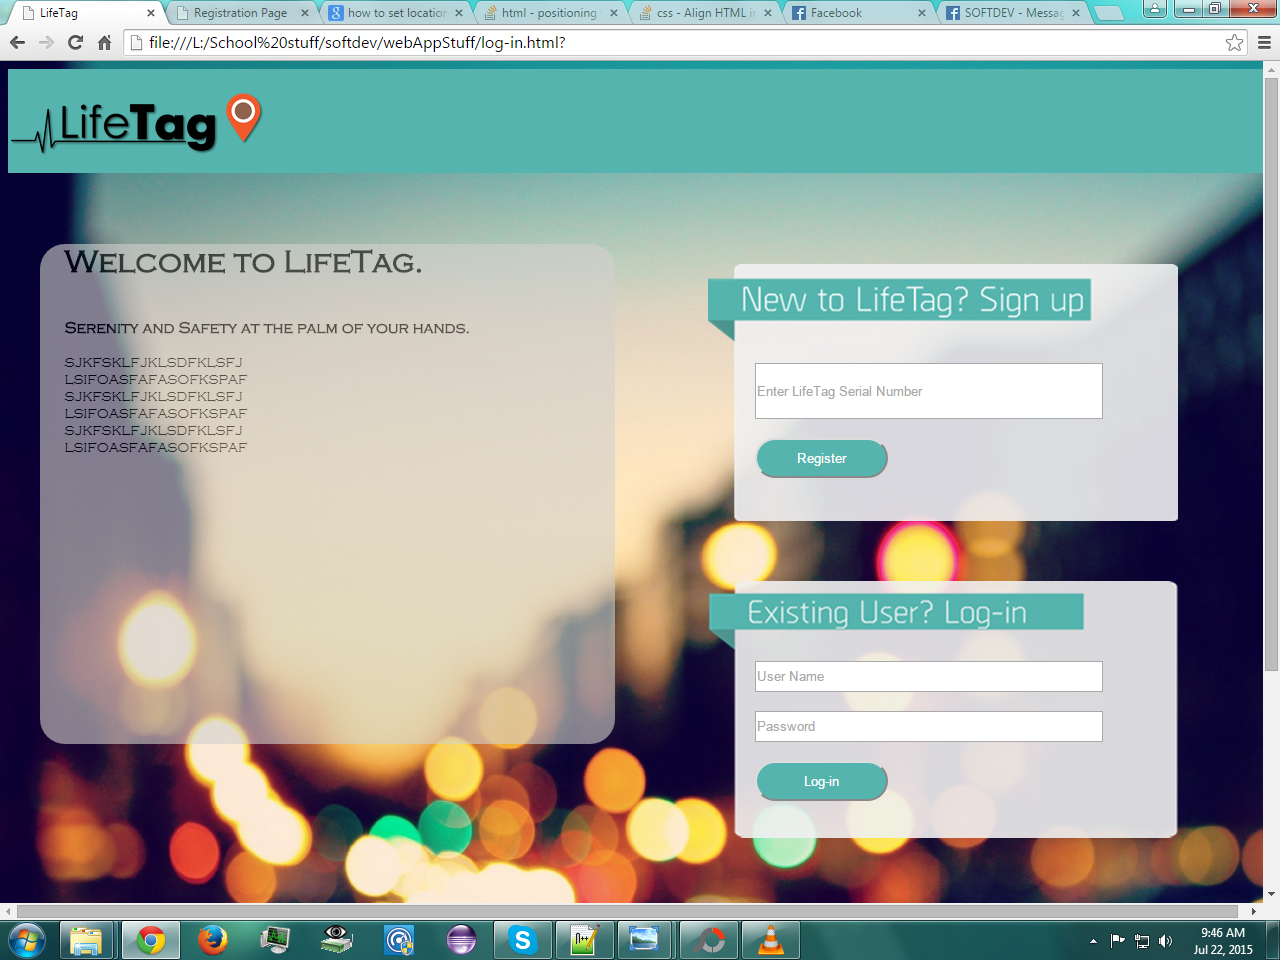 LifeTag
Registration Page
how to set location
html - positioning
css - Align HTML in
Facebook
SOFTDEV - Messag
file:///L:/School%20stuff/softdev/webAppStuff/log-in.html?
LifeTag
Welcome to LifeTag.
Serenity and Safety at the palm of your hands.
SJKFSKLFJKLSDFKLSFJ
LSIFOASFAFASOFKSPAF
SJKFSKLFJKLSDFKLSFJ
LSIFOASFAFASOFKSPAF
SJKFSKLFJKLSDFKLSFJ
LSIFOASFAFASOFKSPAF
New to LifeTag? Sign up
Enter LifeTag Serial Number
Register
Existing User? Log-in
User Name
Password
Log-in
9:46 AM
Jul 22, 2015